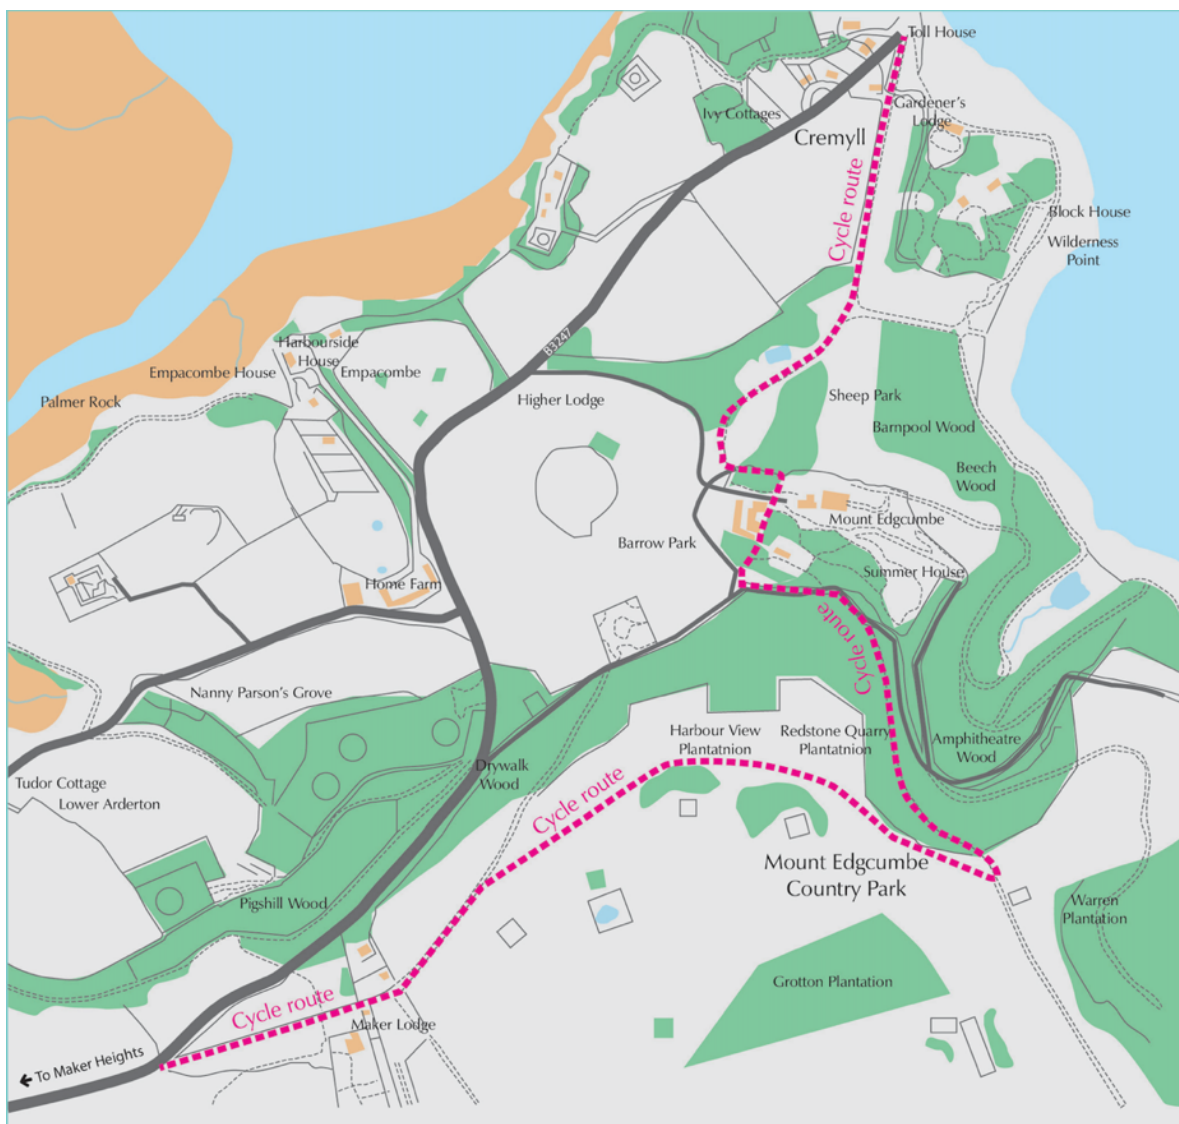 Toll House
Gardener's
Lodge
Ivy Cottages
Cremyll
Cycle route
Block House
Wilderness
Point
B3247
Harbourside
House
Empacombe House
Empacombe
Palmer Rock
Higher Lodge
Sheep Park
Barnpool Wood
Beech
Wood
Mount Edgcumbe
Barrow Park
Summer House
Home Farm
Cycle route
Nanny Parson's Grove
Harbour View
Plantatnion
Redstone Quarry
Plantatnion
Amphitheatre
Wood
Drywalk
Wood
Tudor Cottage
Lower Arderton
Cycle route
Mount Edgcumbe
Country Park
Pigshill Wood
Warren
Plantation
Grotton Plantation
Cycle route
Maker Lodge
To Maker Heights